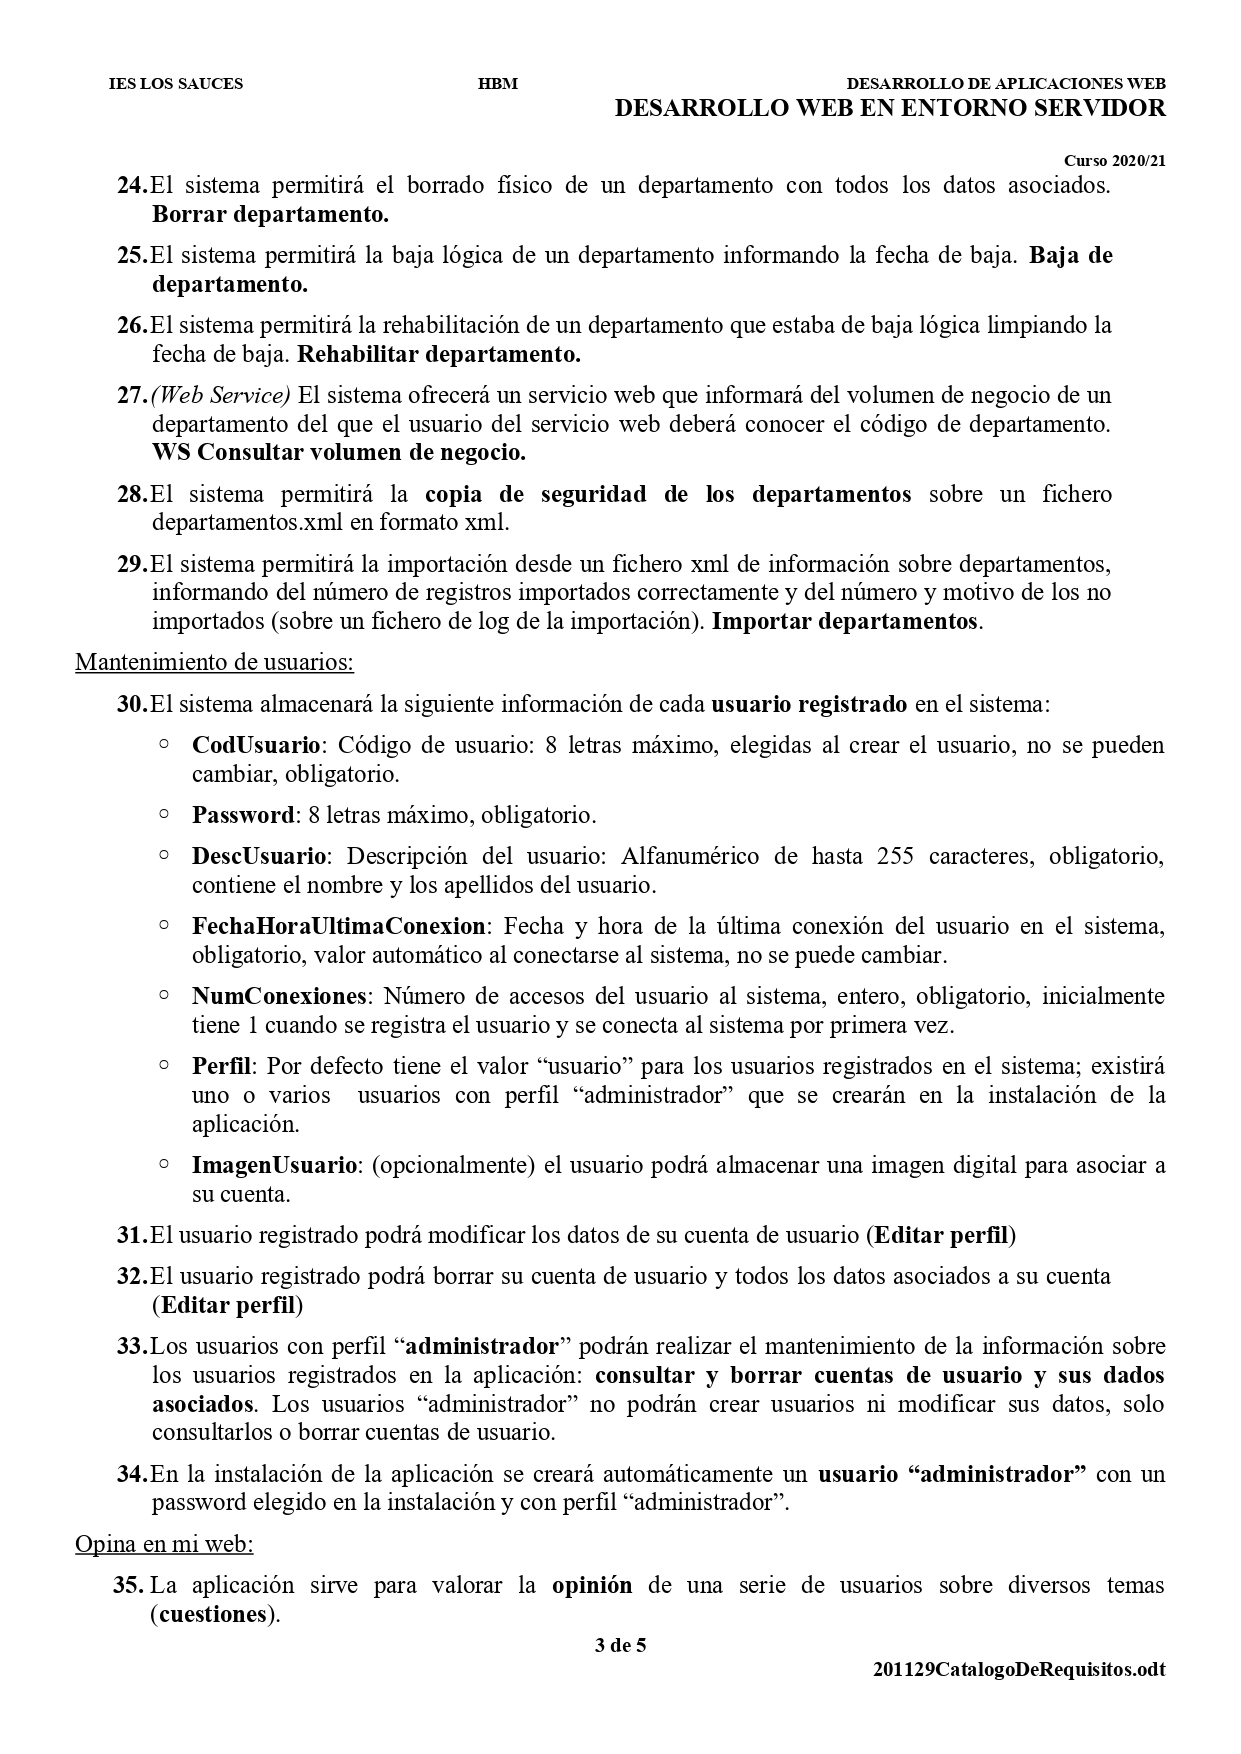 IES LOS SAUCES HBM DESARROLLO DE APLICACIONES WEB
DESARROLLO WEB EN ENTORNO SERVIDOR
Curso 2020/21
24.El sistema permitirá el borrado físico de un departamento con todos los datos asociados.
Borrar departamento.
25.El sistema permitirá la baja lógica de un departamento informando la fecha de baja. Baja de
departamento.
26.El sistema permitirá la rehabilitación de un departamento que estaba de baja lógica limpiando la
fecha de baja. Rehabilitar departamento.
27.(Web Service) El sistema ofrecerá un servicio web que informará del volumen de negocio de un
departamento del que el usuario del servicio web deberá conocer el código de departamento.
WS Consultar volumen de negocio.
28.El sistema permitirá la copia de seguridad de los departamentos sobre un fichero
departamentos.xml en formato xml.
29.El sistema permitirá la importación desde un fichero xml de información sobre departamentos,
informando del número de registros importados correctamente y del número y motivo de los no
importados (sobre un fichero de log de la importación). Importar departamentos.
Mantenimiento de usuarios:
30.El sistema almacenará la siguiente información de cada usuario registrado en el sistema:
○ CodUsuario: Código de usuario: 8 letras máximo, elegidas al crear el usuario, no se pueden
cambiar, obligatorio.
○ Password: 8 letras máximo, obligatorio.
○ DescUsuario: Descripción del usuario: Alfanumérico de hasta 255 caracteres, obligatorio,
contiene el nombre y los apellidos del usuario.
○ FechaHoraUltimaConexion: Fecha y hora de la última conexión del usuario en el sistema,
obligatorio, valor automático al conectarse al sistema, no se puede cambiar.
○ NumConexiones: Número de accesos del usuario al sistema, entero, obligatorio, inicialmente
tiene 1 cuando se registra el usuario y se conecta al sistema por primera vez.
○ Perfil: Por defecto tiene el valor “usuario” para los usuarios registrados en el sistema; existirá
uno o varios usuarios con perfil “administrador” que se crearán en la instalación de la
aplicación.
○ ImagenUsuario: (opcionalmente) el usuario podrá almacenar una imagen digital para asociar a
su cuenta.
31.El usuario registrado podrá modificar los datos de su cuenta de usuario (Editar perfil)
32.El usuario registrado podrá borrar su cuenta de usuario y todos los datos asociados a su cuenta
(Editar perfil)
33.Los usuarios con perfil “administrador” podrán realizar el mantenimiento de la información sobre
los usuarios registrados en la aplicación: consultar y borrar cuentas de usuario y sus dados
asociados. Los usuarios “administrador” no podrán crear usuarios ni modificar sus datos, solo
consultarlos o borrar cuentas de usuario.
34.En la instalación de la aplicación se creará automáticamente un usuario “administrador” con un
password elegido en la instalación y con perfil “administrador”.
Opina en mi web:
35. La aplicación sirve para valorar la opinión de una serie de usuarios sobre diversos temas
(cuestiones).
3 de 5
201129CatalogoDeRequisitos.odt